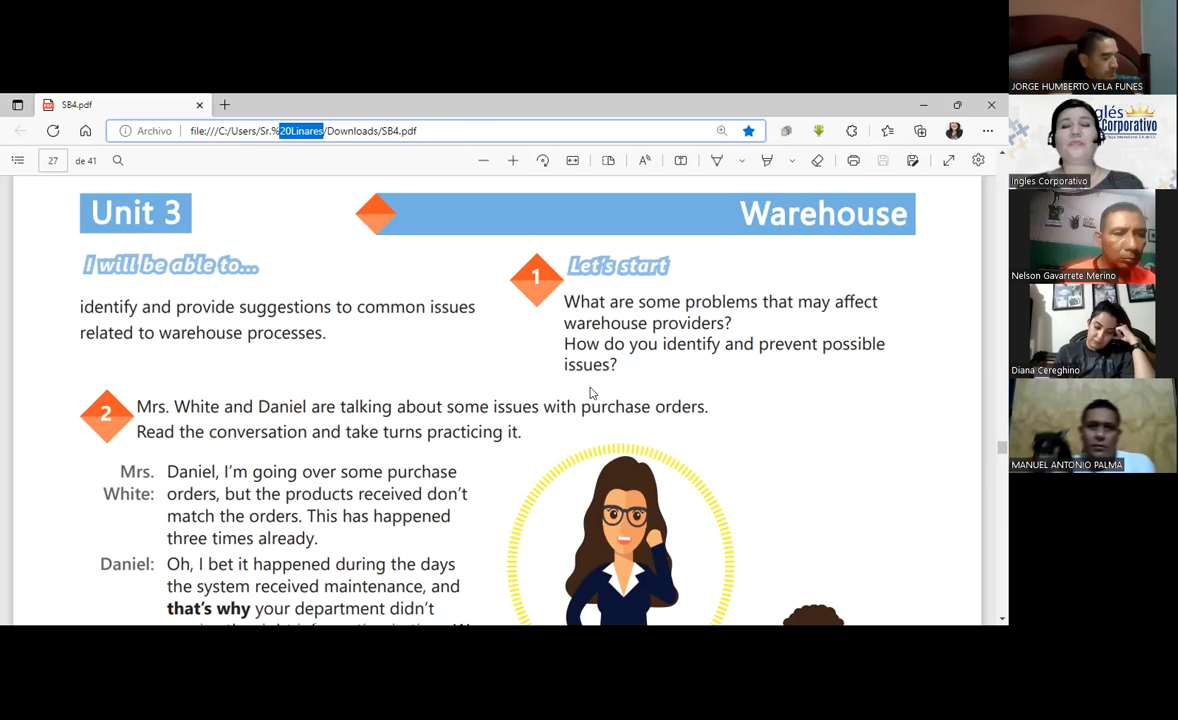 SB4.pdf
Archivo
file:///C:/Users/Sr.%20Linares/Downloads/SB4.pdf
27
de 41
Unit 3
Warehouse
I will be able to...
identify and provide suggestions to common issues
related to warehouse processes.
1
Let's start
What are some problems that may affect
warehouse providers?
How do you identify and prevent possible
issues?
2
Mrs. White and Daniel are talking about some issues with purchase orders.
Read the conversation and take turns practicing it.
Mrs. White:
Daniel, I'm going over some purchase
orders, but the products received don't
match the orders. This has happened
three times already.
Daniel:
Oh, I bet it happened during the days
the system received maintenance, and
that's why your department didn't
JORGE HUMBERTO VELA FUNES
Inglés
Corporativo
Ingles Corporativo
Nelson Gavarrete Merino
Diana Cereghino
MANUEL ANTONIO PALMA